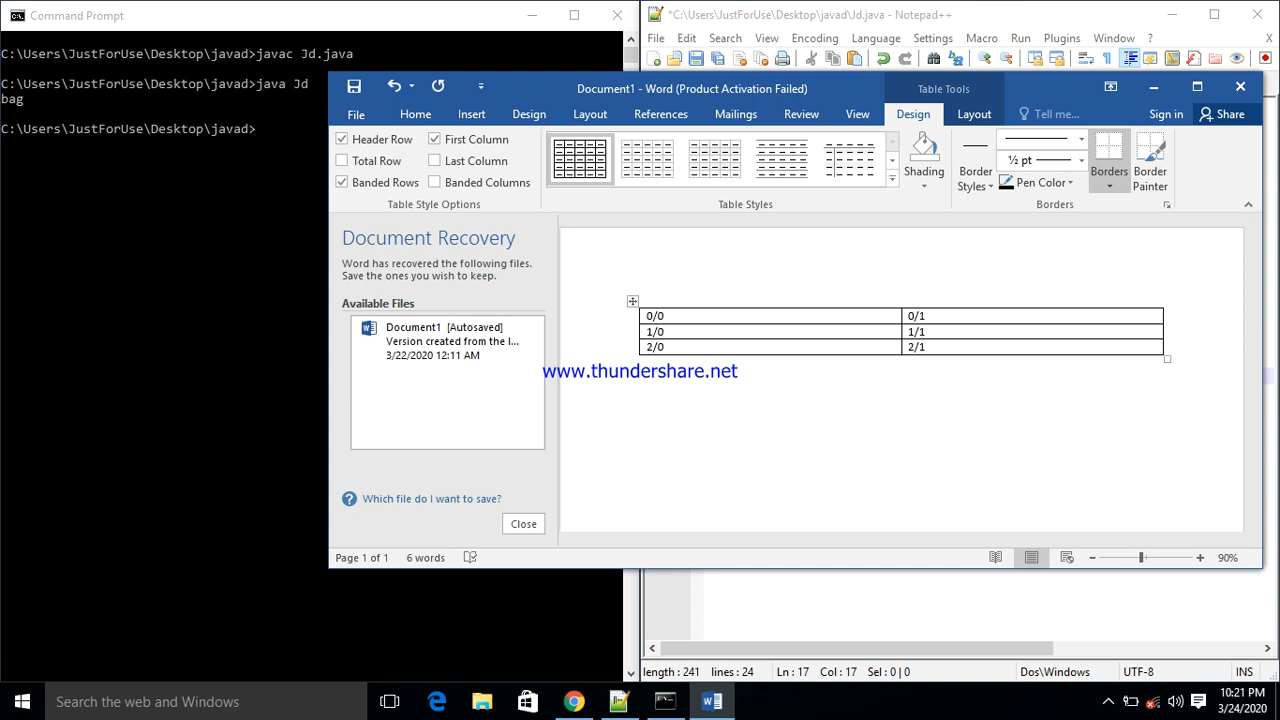 Command Prompt
C:\Users\JustForUse\Desktop\javad>javac Jd.java
C:\Users\JustForUse\Desktop\javad>java Jd
bag
C:\Users\JustForUse\Desktop\javad>
*C:\Users\JustForUse\Desktop\javad\Jd.java - Notepad++
File Edit Search View Encoding Language Settings Macro Run Plugins Window ? X
Document1 - Word (Product Activation Failed)
Table Tools
File Home Insert Design Layout References Mailings Review View Design Layout Tell me... Sign in Share
Header Row First Column
Total Row Last Column
Banded Rows Banded Columns
Table Style Options
Table Styles
Shading
Border Styles
½ pt
Pen Color
Borders
Border Painter
Borders
Document Recovery
Word has recovered the following files.
Save the ones you wish to keep.
Available Files
Document1 [Autosaved]
Version created from the l...
3/22/2020 12:11 AM
Which file do I want to save?
Close
0/0 0/1
1/0 1/1
2/0 2/1
www.thundershare.net
Page 1 of 1 6 words 90%
length : 241 lines : 24 Ln : 17 Col : 17 Sel : 0 | 0 Dos\Windows UTF-8 INS
Search the web and Windows
10:21 PM
3/24/2020